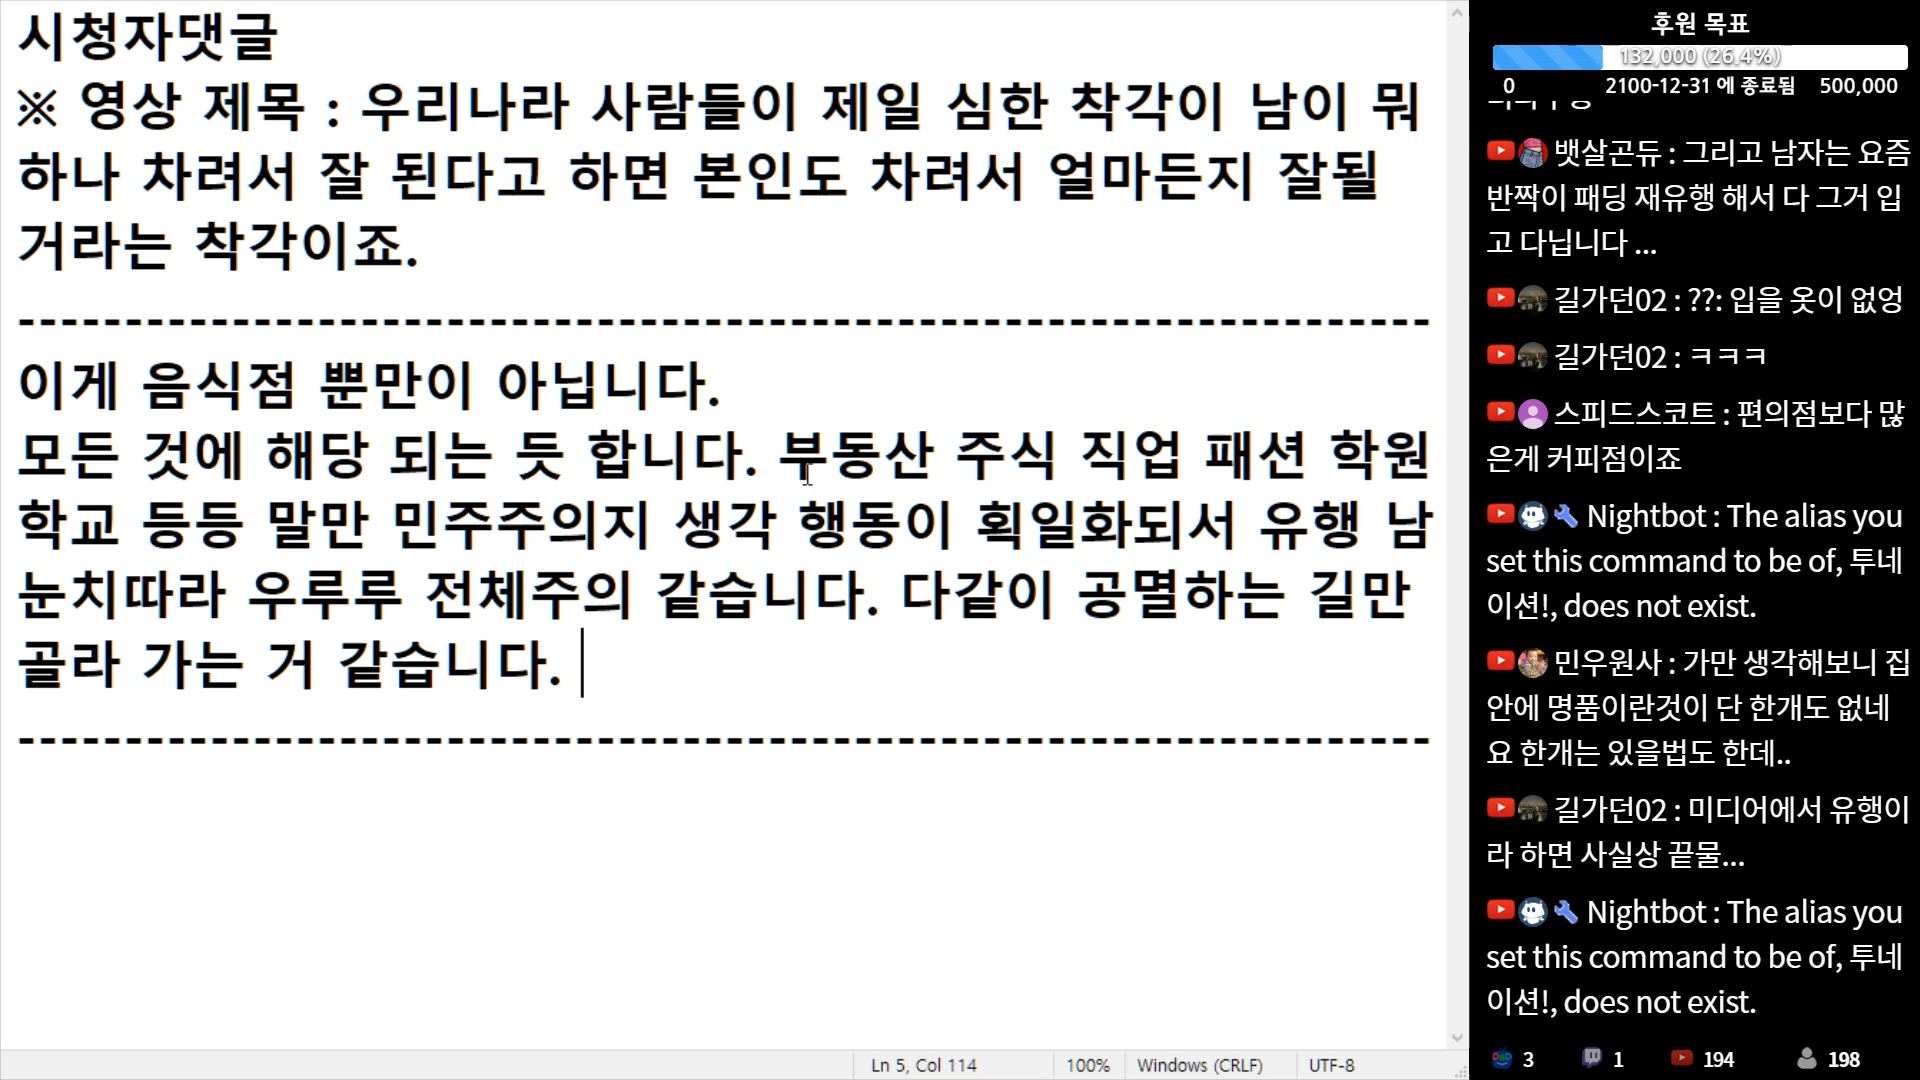 시청자댓글
※ 영상 제목 : 우리나라 사람들이 제일 심한 착각이 남이 뭐
하나 차려서 잘 된다고 하면 본인도 차려서 얼마든지 잘될
거라는 착각이죠.
------------------------------------------------------------------
이게 음식점 뿐만이 아닙니다.
모든 것에 해당 되는 듯 합니다. 부동산 주식 직업 패션 학원
학교 등등 말만 민주주의지 생각 행동이 획일화되서 유행 남
눈치따라 우루루 전체주의 같습니다. 다같이 공멸하는 길만
골라 가는 거 같습니다.
------------------------------------------------------------------
Ln 5, Col 114 100% Windows (CRLF) UTF-8
후원 목표
132,000 (26.4%)
0 2100-12-31 에 종료됨 500,000
뱃살곤듀 : 그리고 남자는 요즘
반짝이 패딩 재유행 해서 다 그거 입
고 다닙니다 ...
길가던02 : ??: 입을 옷이 없엉
길가던02 : ㅋㅋㅋ
스피드스코트 : 편의점보다 많
은게 커피점이죠
Nightbot : The alias you
set this command to be of, 투네
이션!, does not exist.
민우원사 : 가만 생각해보니 집
안에 명품이란것이 단 한개도 없네
요 한개는 있을법도 한데..
길가던02 : 미디어에서 유행이
라 하면 사실상 끝물...
Nightbot : The alias you
set this command to be of, 투네
이션!, does not exist.
3 1 194 198